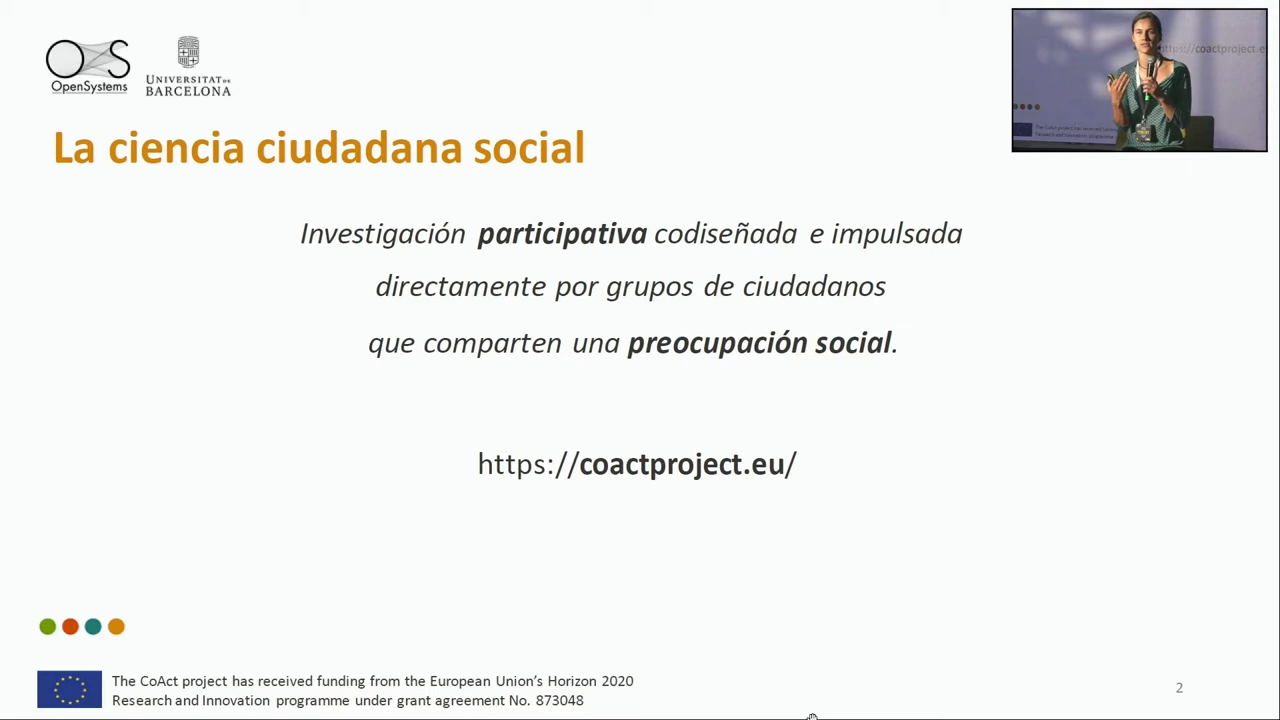 OpenSystems
UNIVERSITAT DE
BARCELONA
La ciencia ciudadana social
Investigación participativa codiseñada e impulsada
directamente por grupos de ciudadanos
que comparten una preocupación social.
https://coactproject.eu/
The CoAct project has received funding from the European Union's Horizon 2020
Research and Innovation programme under grant agreement No. 873048
2
https://coactproject.e